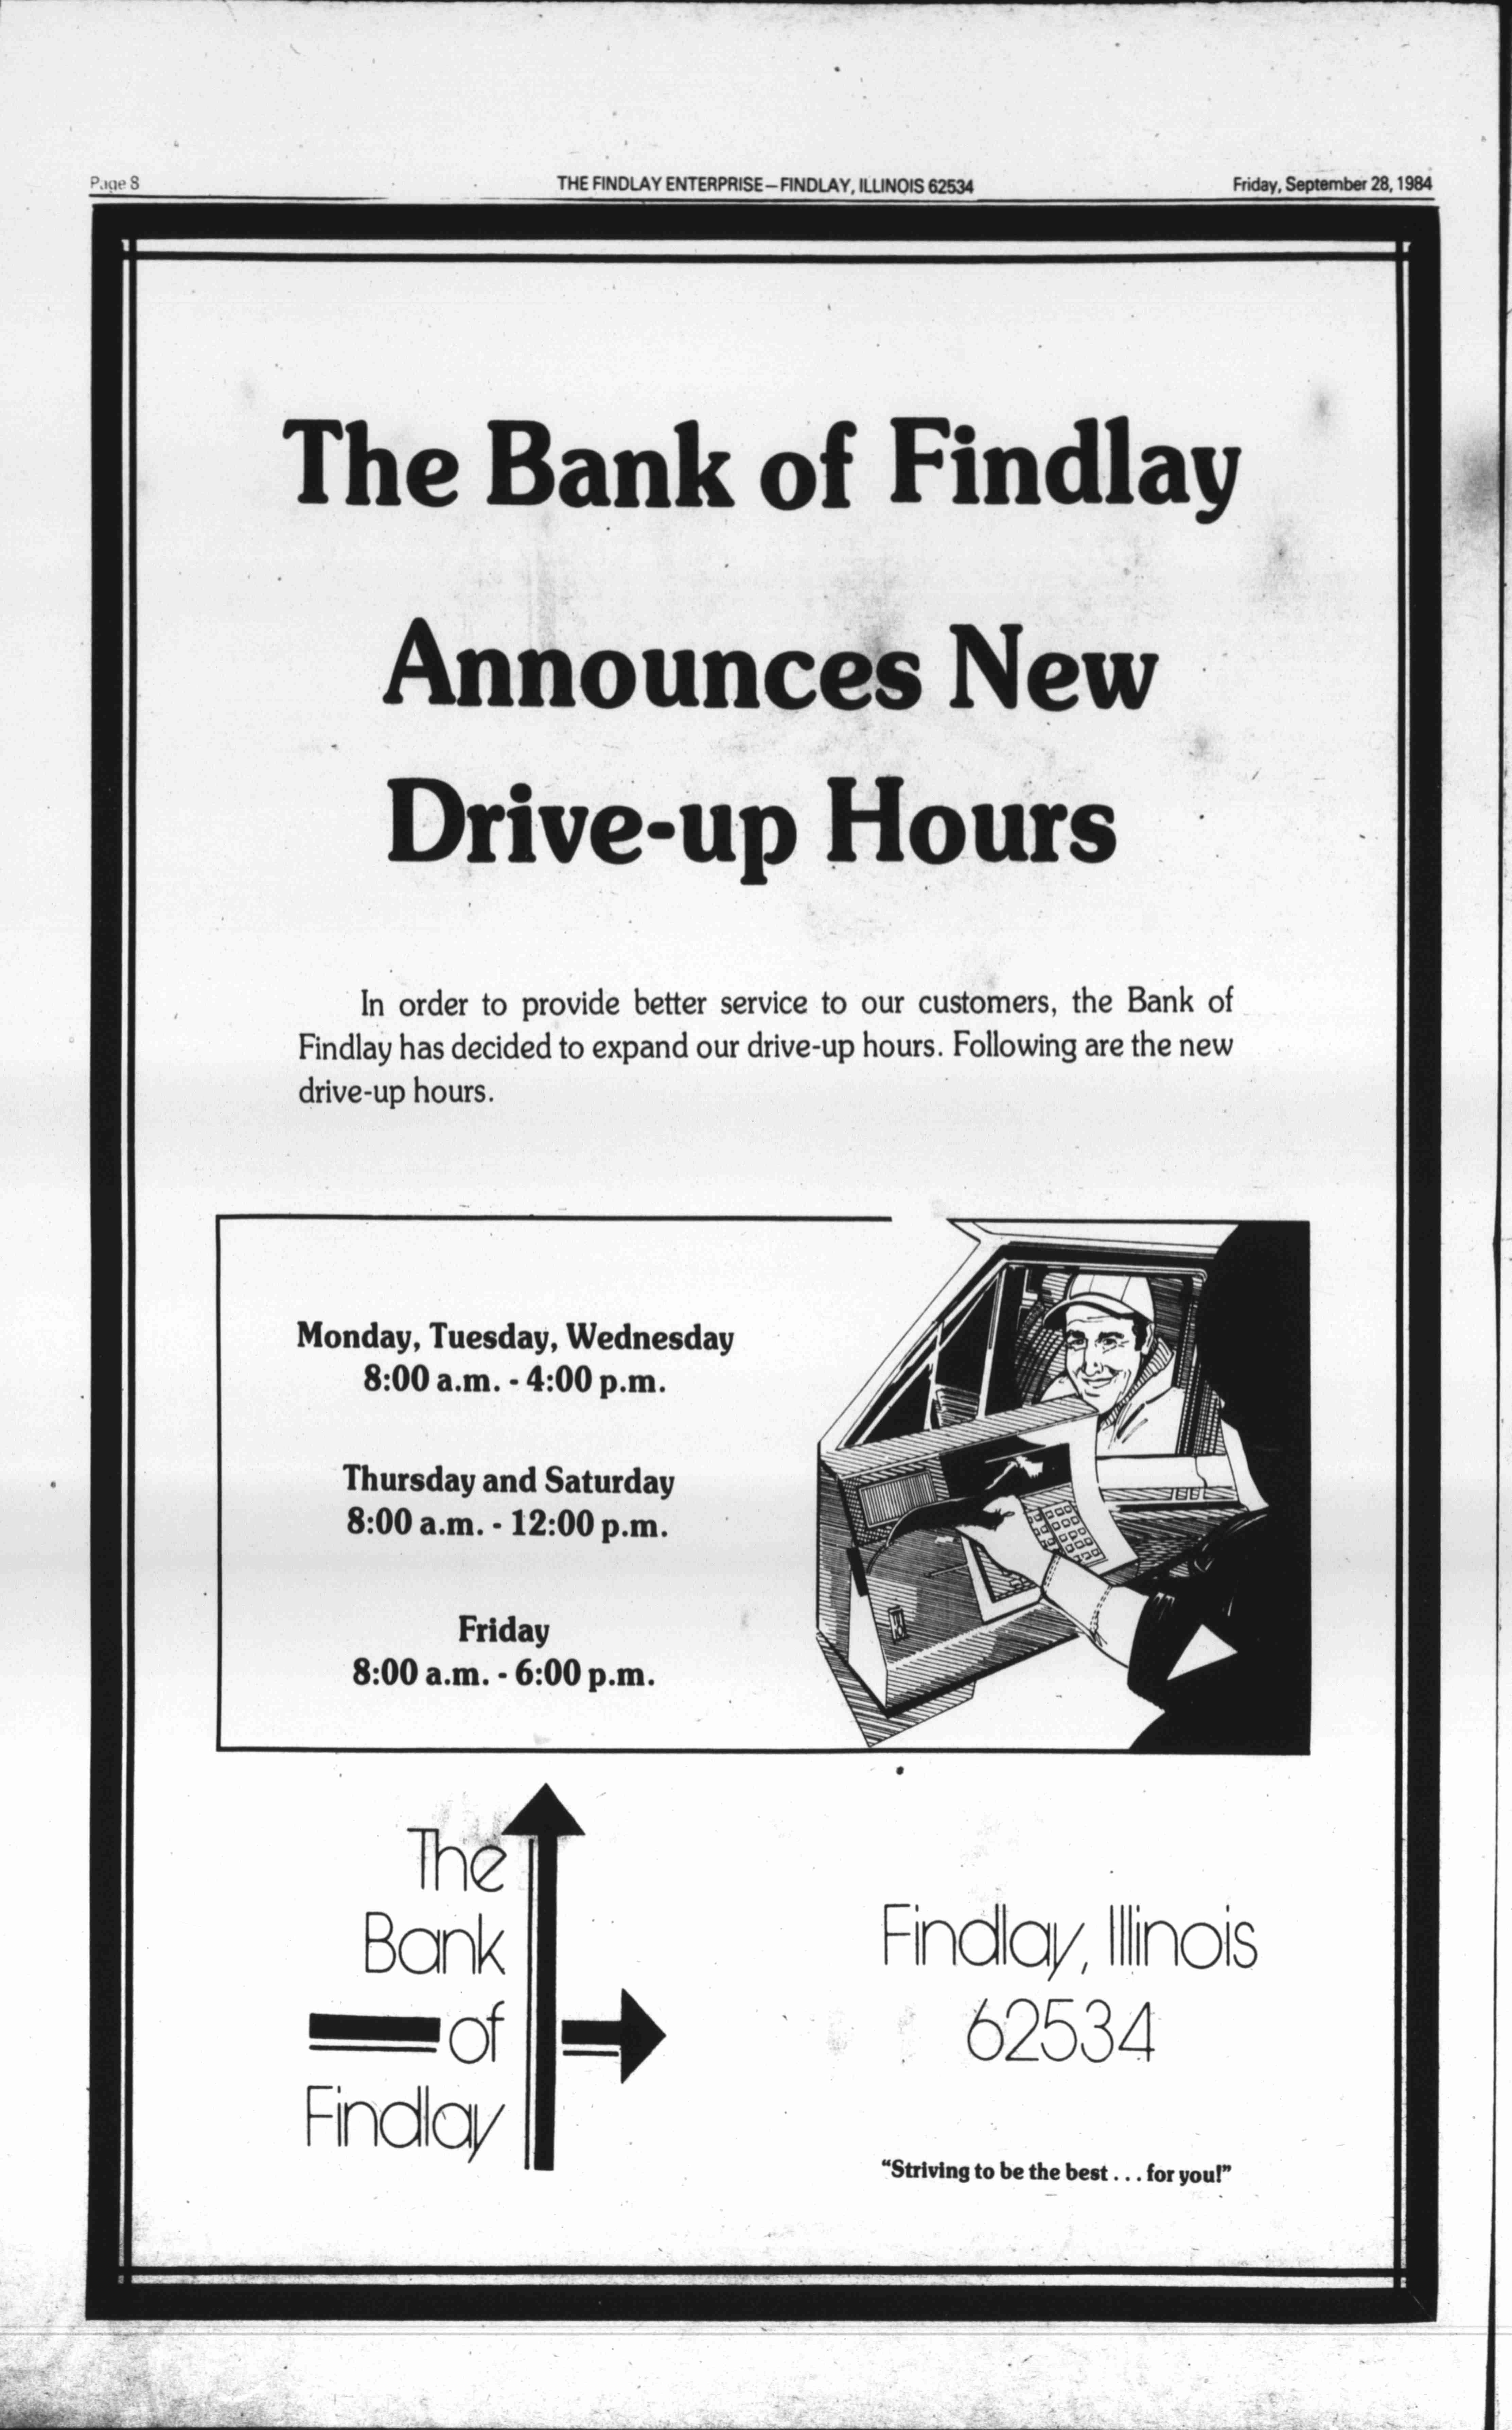 Page 8
THE FINDLAY ENTERPRISE—FINDLAY, ILLINOIS 62534
Friday, September 28, 1984
The Bank of Findlay
Announces New
Drive-up Hours
In order to provide better service to our customers, the Bank of
Findlay has decided to expand our drive-up hours. Following are the new
drive-up hours.
Monday, Tuesday, Wednesday
8:00 a.m. - 4:00 p.m.
Thursday and Saturday
8:00 a.m. - 12:00 p.m.
Friday
8:00 a.m. - 6:00 p.m.
The
Bank
of
Findlay
Findlay, Illinois
62534
“Striving to be the best . . . for you!”